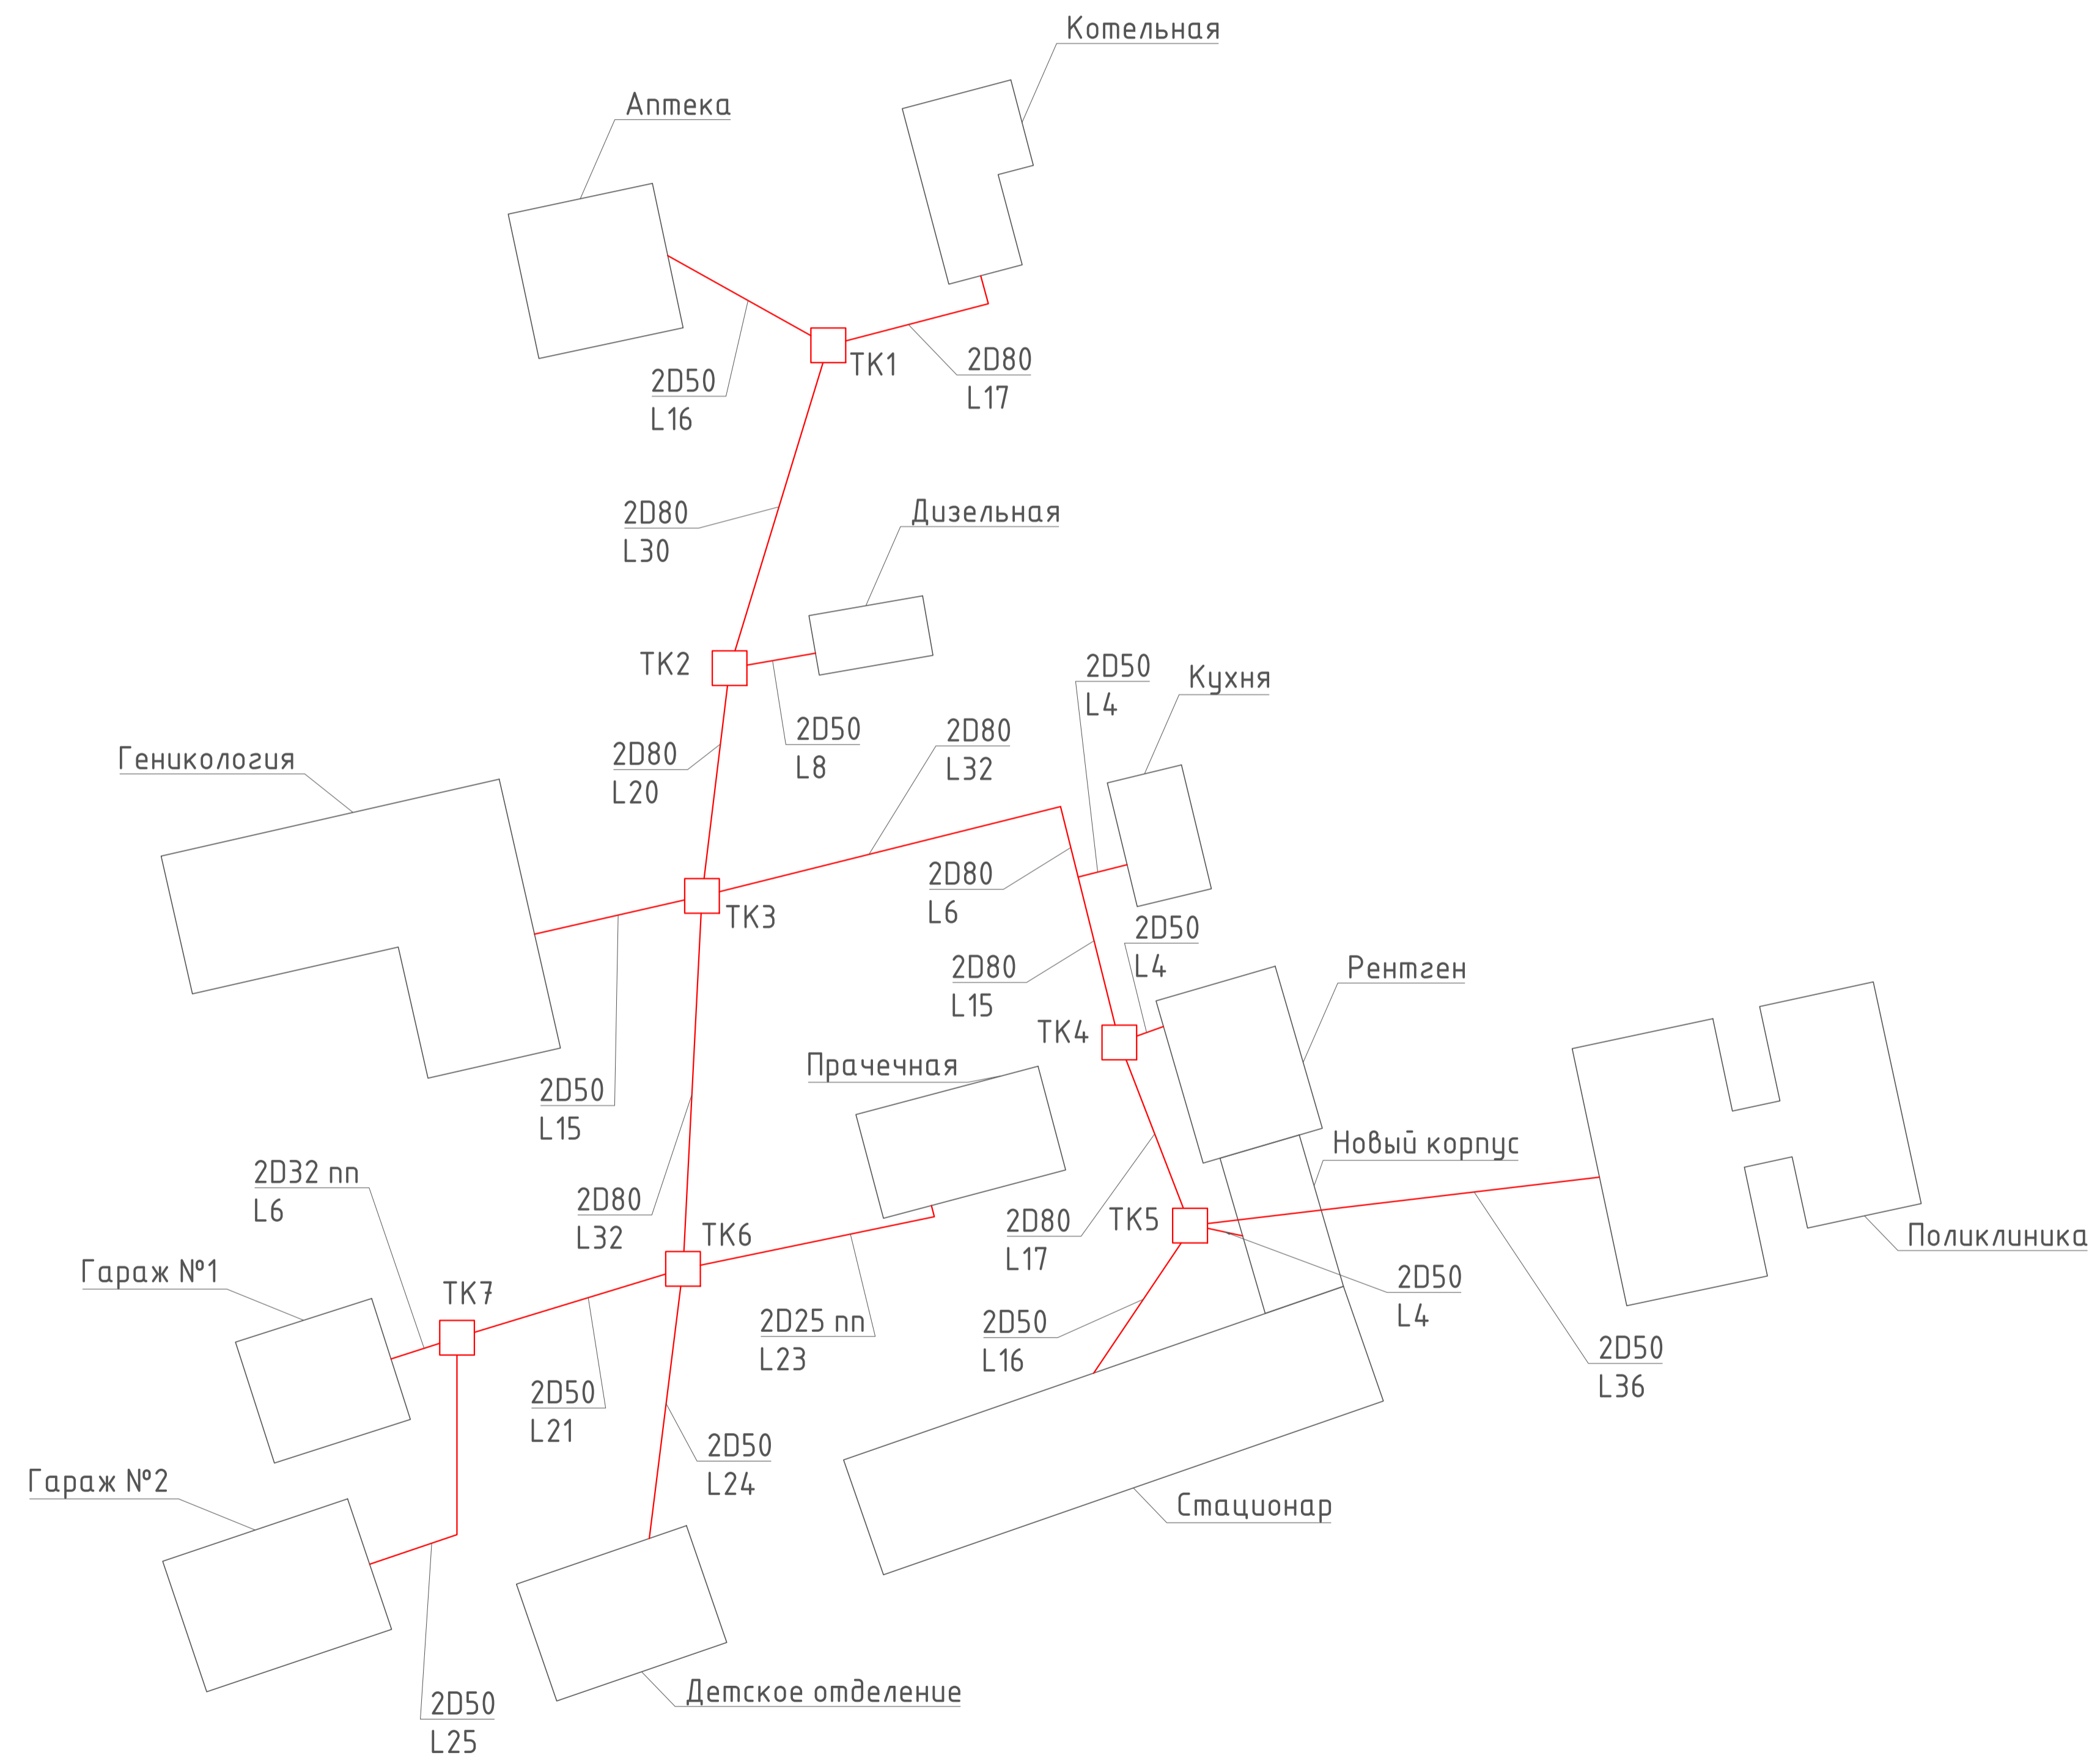 Котельная
Аптека
ТК1
2D80
L17
2D50
L16
2D80
L30
Дизельная
ТК2
2D50
L8
2D50
L4
Кухня
2D80
L20
2D80
L32
Геникология
2D80
L6
ТК3
2D50
L4
2D80
L15
Рентген
ТК4
Прачечная
2D50
L15
Новый корпус
2D32 пп
L6
2D80
L32
ТК6
2D80
L17
ТК5
Поликлиника
Гараж №1
ТК7
2D50
L4
2D25 пп
L23
2D50
L16
2D50
L36
2D50
L21
2D50
L24
Гараж №2
Стационар
Детское отделение
2D50
L25